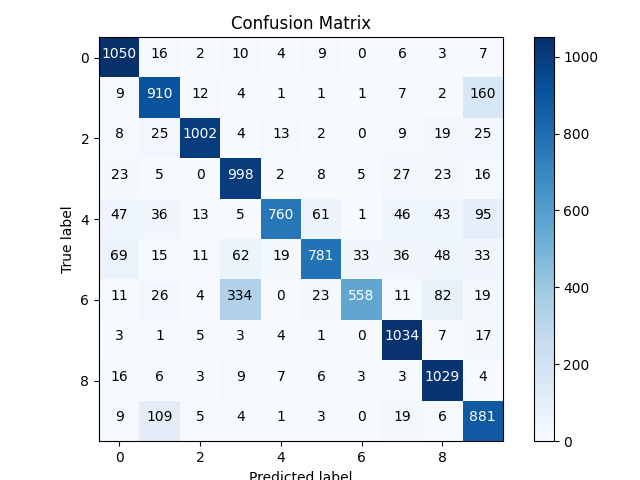 Confusion Matrix
0 1050 16 2 10 4 9 0 6 3 7
9 910 12 4 1 1 1 7 2 160
2 8 25 1002 4 13 2 0 9 19 25
23 5 0 998 2 8 5 27 23 16
4 47 36 13 5 760 61 1 46 43 95
69 15 11 62 19 781 33 36 48 33
6 11 26 4 334 0 23 558 11 82 19
3 1 5 3 4 1 0 1034 7 17
8 16 6 3 9 7 6 3 3 1029 4
9 109 5 4 1 3 0 19 6 881
0 2 4 6 8
Predicted label
True label
1000
800
600
400
200
0